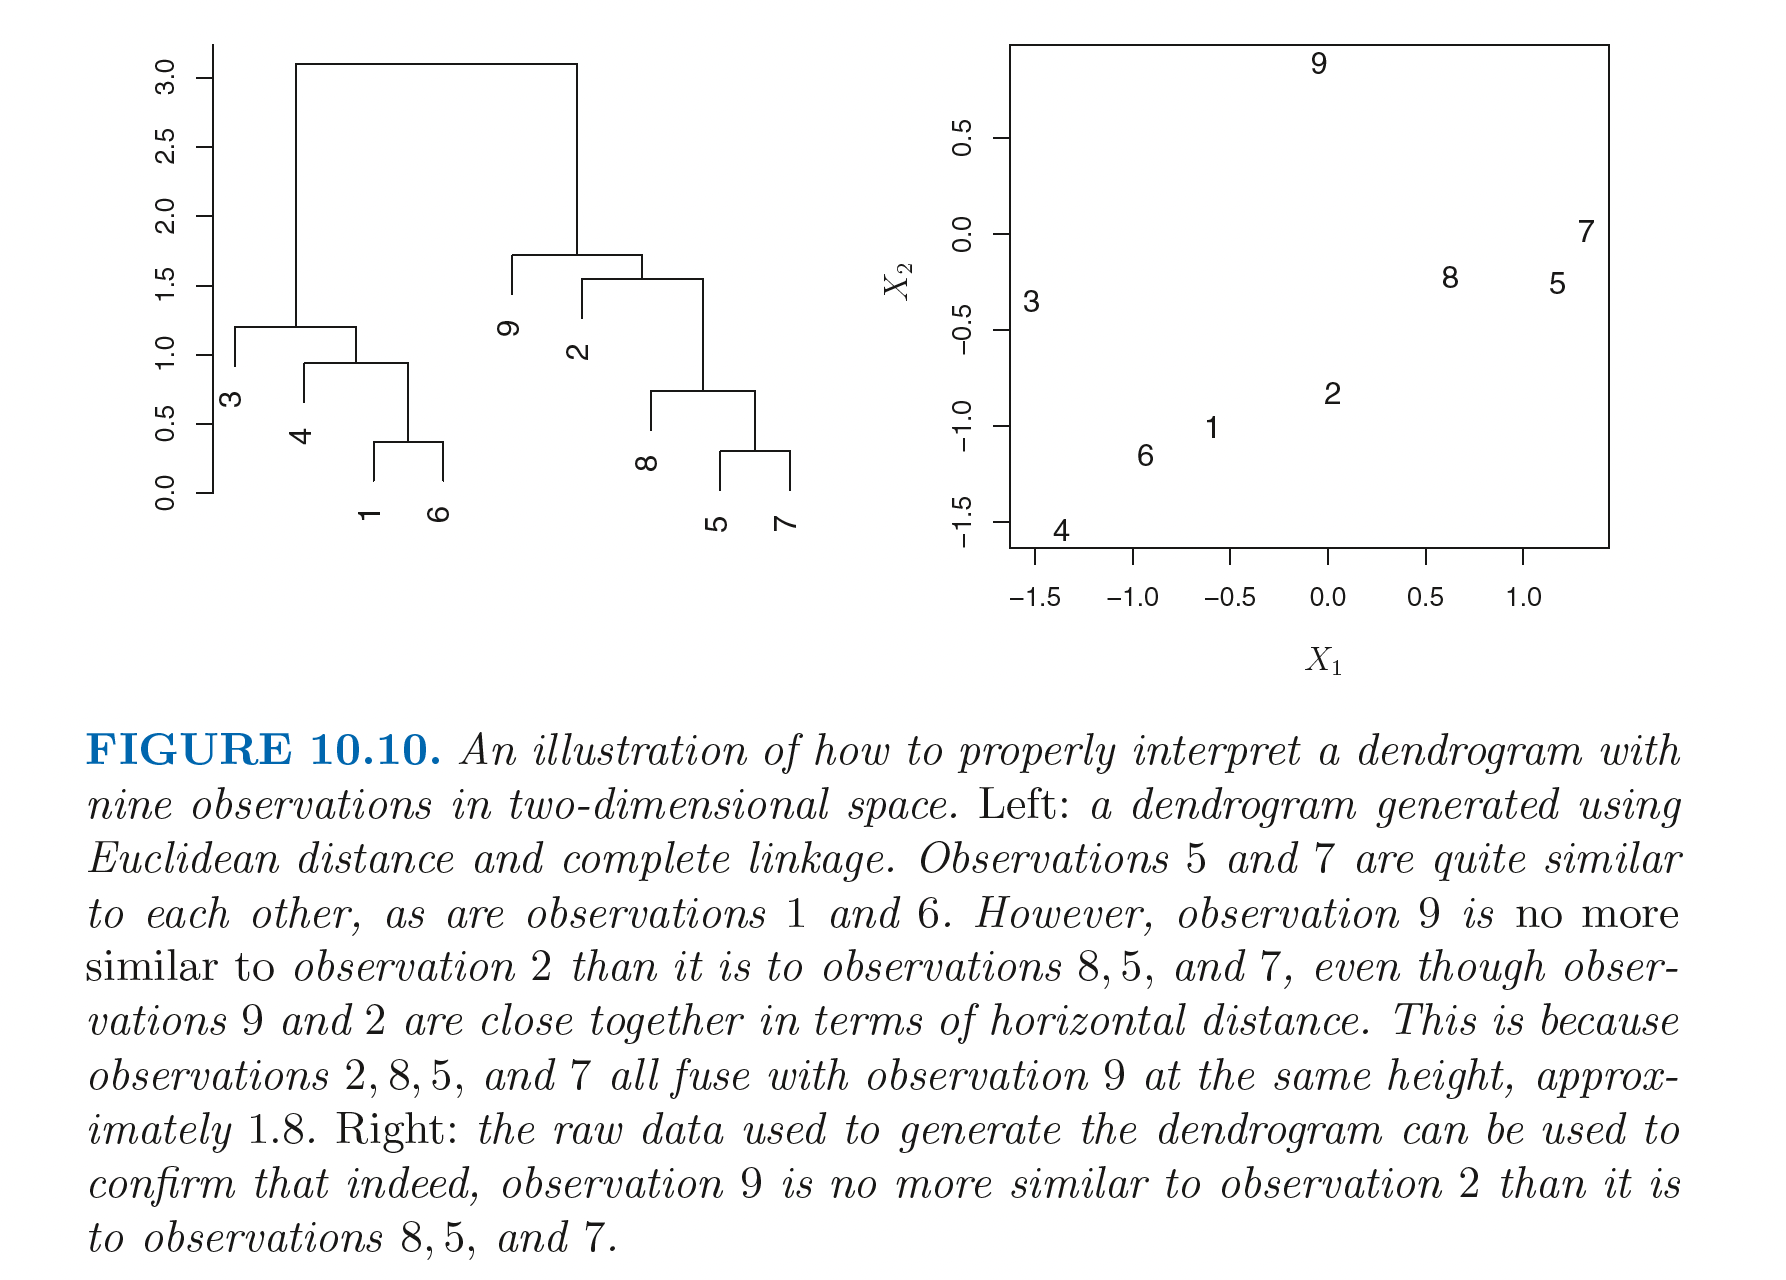 3.0
2.5
2.0
1.5
1.0
0.5
0.0
3
4
1
6
9
2
8
5
7
X2
0.5
0.0
−0.5
−1.0
−1.5
9
7
8
5
3
2
1
6
4
−1.5 −1.0 −0.5 0.0 0.5 1.0
X1
FIGURE 10.10. An illustration of how to properly interpret a dendrogram with
nine observations in two-dimensional space. Left: a dendrogram generated using
Euclidean distance and complete linkage. Observations 5 and 7 are quite similar
to each other, as are observations 1 and 6. However, observation 9 is no more
similar to observation 2 than it is to observations 8, 5, and 7, even though obser-
vations 9 and 2 are close together in terms of horizontal distance. This is because
observations 2, 8, 5, and 7 all fuse with observation 9 at the same height, approx-
imately 1.8. Right: the raw data used to generate the dendrogram can be used to
confirm that indeed, observation 9 is no more similar to observation 2 than it is
to observations 8, 5, and 7.